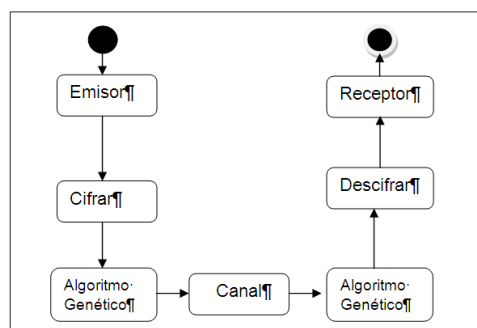 Emisor¶
Cifrar¶
Algoritmo·
Genético¶
Canal¶
Algoritmo·
Genético¶
Descifrar¶
Receptor¶